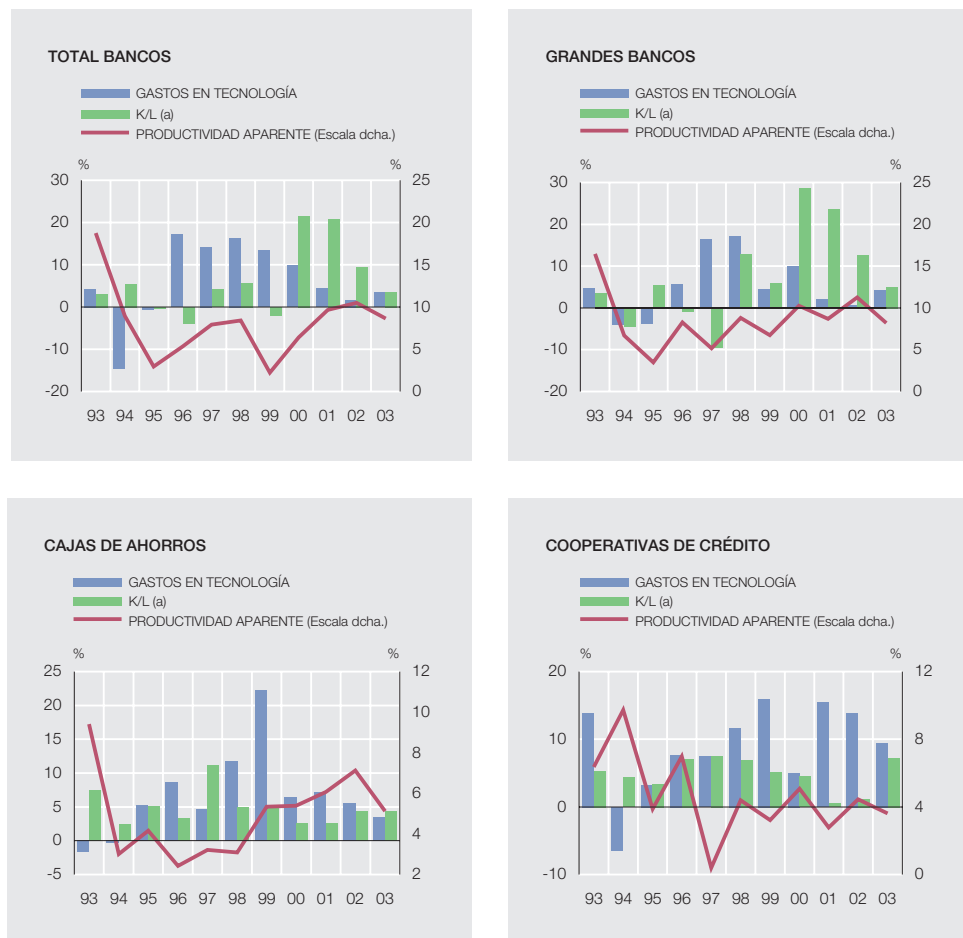 TOTAL BANCOS
GASTOS EN TECNOLOGÍA
K/L (a)
PRODUCTIVIDAD APARENTE (Escala dcha.)
% %
30 25
20 20
10 15
0 10
-10 5
-20 0
93 94 95 96 97 98 99 00 01 02 03
GRANDES BANCOS
GASTOS EN TECNOLOGÍA
K/L (a)
PRODUCTIVIDAD APARENTE (Escala dcha.)
% %
30 25
20 20
10 15
0 10
-10 5
-20 0
93 94 95 96 97 98 99 00 01 02 03
CAJAS DE AHORROS
GASTOS EN TECNOLOGÍA
K/L (a)
PRODUCTIVIDAD APARENTE (Escala dcha.)
% %
25 12
20 10
15 8
10 6
5 4
0 2
-5
93 94 95 96 97 98 99 00 01 02 03
COOPERATIVAS DE CRÉDITO
GASTOS EN TECNOLOGÍA
K/L (a)
PRODUCTIVIDAD APARENTE (Escala dcha.)
% %
20 12
10 8
0 4
-10 0
93 94 95 96 97 98 99 00 01 02 03